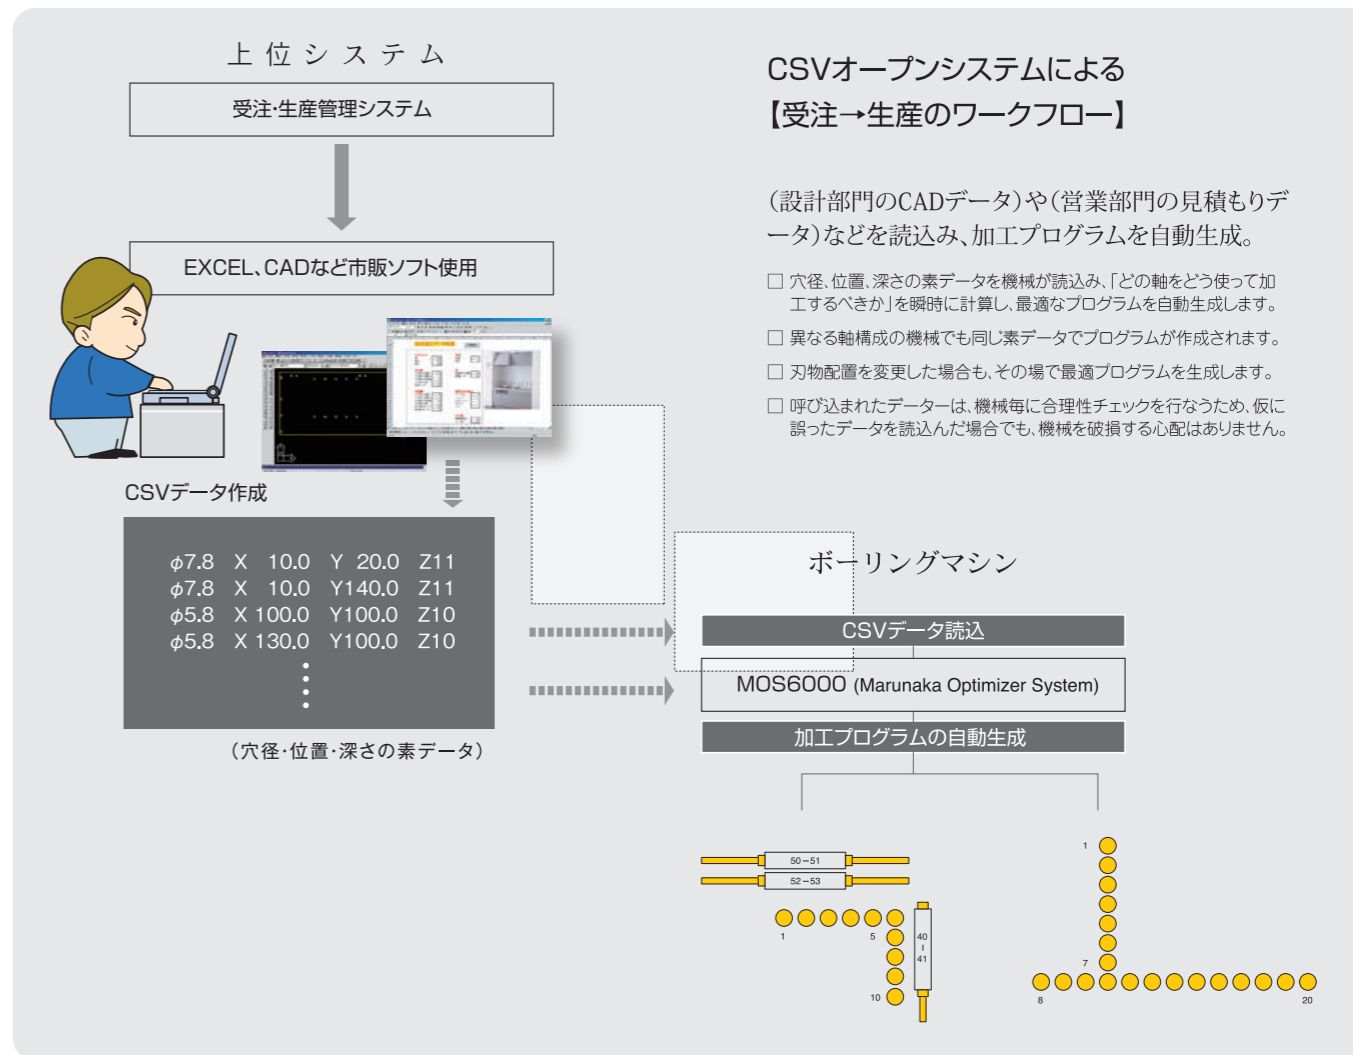 上位システム
受注・生産管理システム
EXCEL、CADなど市販ソフト使用
CSVデータ作成
φ7.8 X 10.0 Y 20.0 Z11
φ7.8 X 10.0 Y140.0 Z11
φ5.8 X 100.0 Y100.0 Z10
φ5.8 X 130.0 Y100.0 Z10
（穴径・位置・深さの素データ）
CSVオープンシステムによる
【受注→生産のワークフロー】
（設計部門のCADデータ）や（営業部門の見積もりデ
ータ）などを読込み、加工プログラムを自動生成。
□ 穴径、位置、深さの素データを機械が読込み、「どの軸をどう使って加
工するべきか」を瞬時に計算し、最適なプログラムを自動生成します。
□ 異なる軸構成の機械でも同じ素データでプログラムが作成されます。
□ 刃物配置を変更した場合も、その場で最適プログラムを生成します。
□ 呼び込まれたデーターは、機械毎に合理性チェックを行なうため、仮に
誤ったデータを読込んだ場合でも、機械を破損する心配はありません。
ボーリングマシン
CSVデータ読込
MOS6000 (Marunaka Optimizer System)
加工プログラムの自動生成
50－51
52－53
1
5
10
40
－
41
1
7
8
20